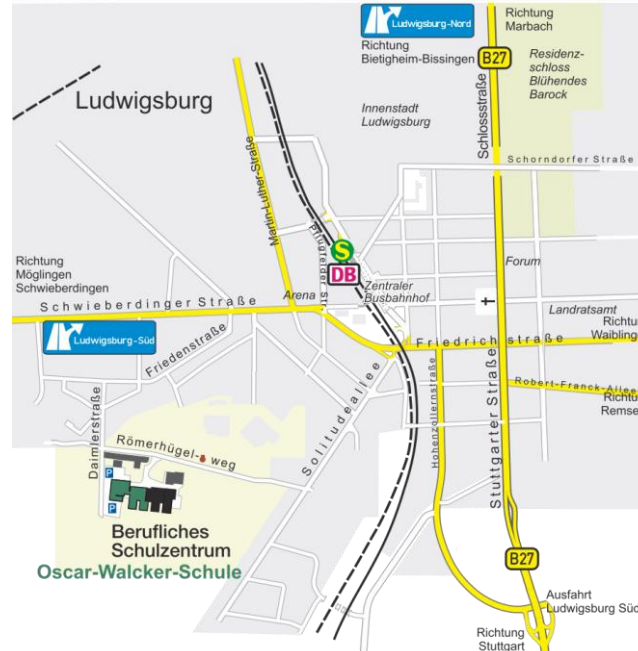 Ludwigsburg-Nord
Richtung
Marbach
Richtung
Bietigheim-Bissingen
B27
Residenz-
schloss
Blühendes
Barock
Ludwigsburg
Innenstadt
Ludwigsburg
Schlossstraße
Schorndorfer Straße
Martin-Luther-Straße
S
DB
Richtung
Möglingen
Schwieberdingen
Zentraler
Busbahnhof
Forum
Arena
Schwieberdinger Straße
Landratsamt
Richtu
Waibling
Ludwigsburg-Süd
Friedrichstraße
Friedenstraße
Robert-Franck-Allee
Richtu
Remse
Solitudeallee
Hohenzollernstraße
Stuttgarter Straße
Daimlerstraße
Römerhügel-weg
P
P
Berufliches
Schulzentrum
Oscar-Walcker-Schule
B27
Ausfahrt
Ludwigsburg Süd
Richtung
Stuttgart